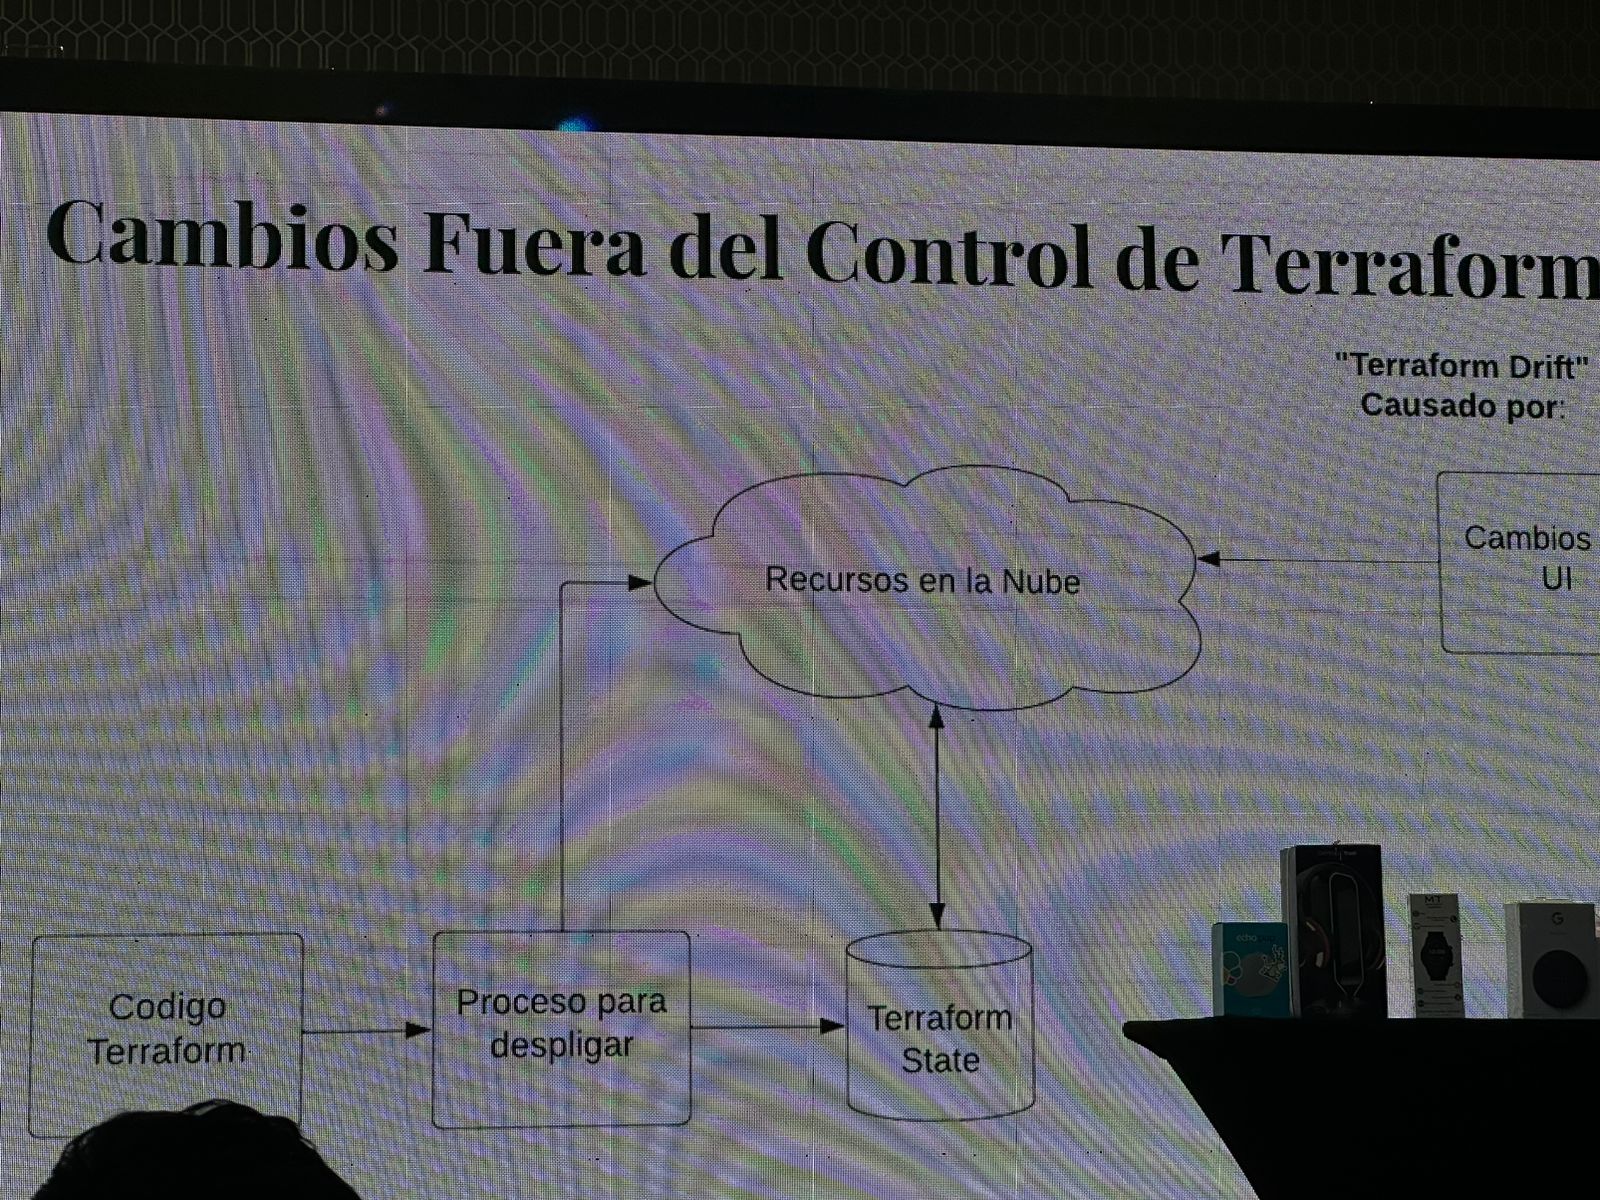 Cambios Fuera del Control de Terraform
"Terraform Drift"
Causado por:
Recursos en la Nube
Cambios
UI
Codigo
Terraform
Proceso para
despligar
Terraform
State
echo
MT
G